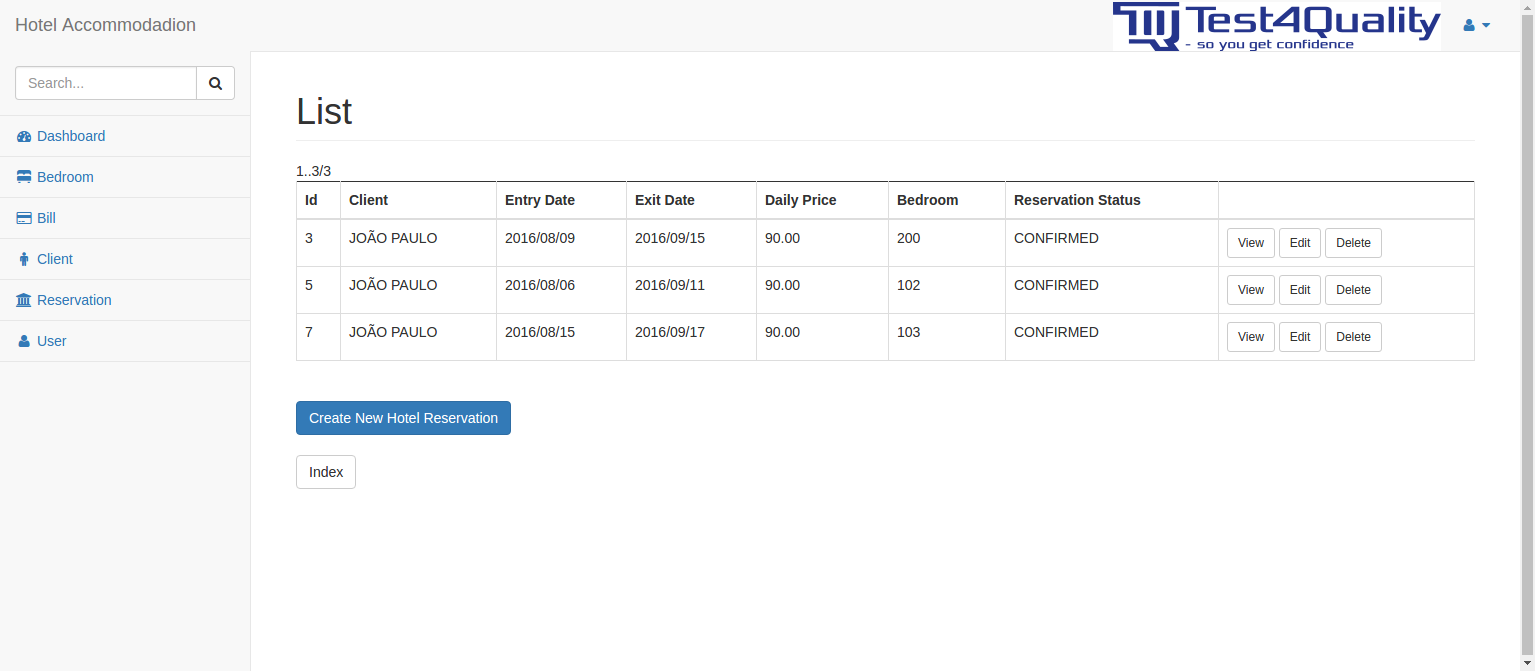 Hotel Accommodadion
Test4Quality
- so you get confidence
Search...
Dashboard
Bedroom
Bill
Client
Reservation
User
List
1..3/3
Id Client Entry Date Exit Date Daily Price Bedroom Reservation Status
3 JOÃO PAULO 2016/08/09 2016/09/15 90.00 200 CONFIRMED View Edit Delete
5 JOÃO PAULO 2016/08/06 2016/09/11 90.00 102 CONFIRMED View Edit Delete
7 JOÃO PAULO 2016/08/15 2016/09/17 90.00 103 CONFIRMED View Edit Delete
Create New Hotel Reservation
Index